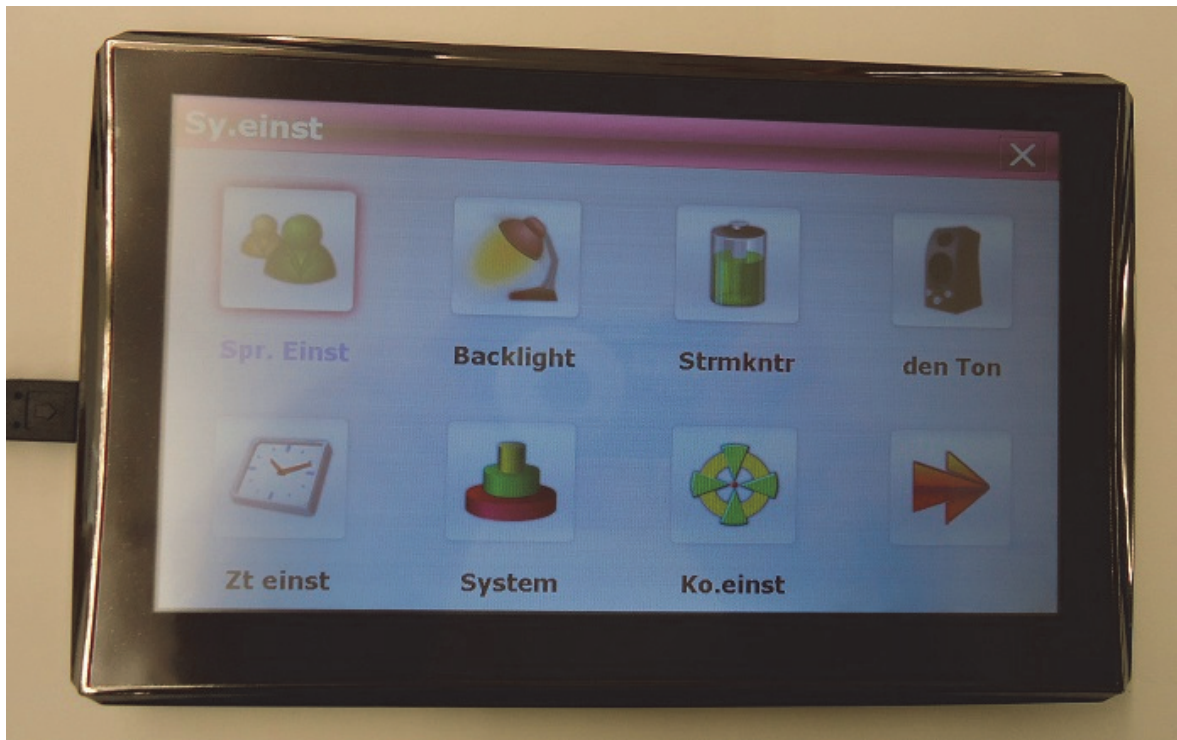 Sy.einst
Spr. Einst
Backlight
Strmkntr
den Ton
Zt einst
System
Ko.einst